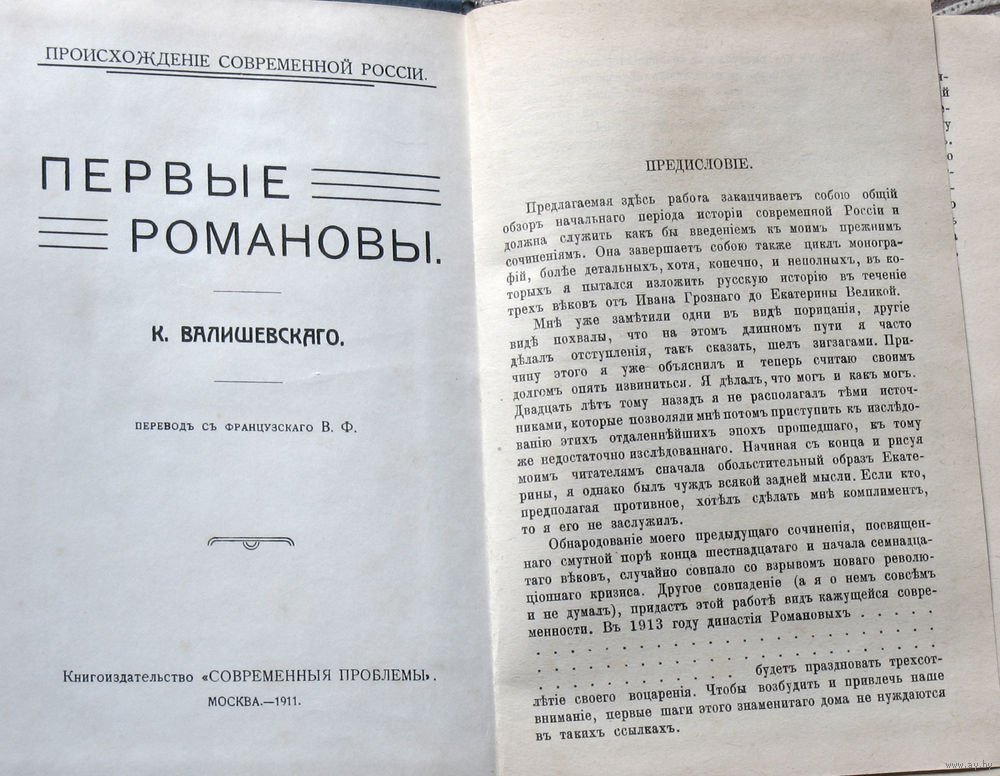 ПРОИСХОЖДЕНІЕ СОВРЕМЕННОЙ РОССІИ.
ПЕРВЫЕ
РОМАНОВЫ.
К. ВАЛИШЕВСКАГО.
ПЕРЕВОДЪ СЪ ФРАНЦУЗСКАГО В. Ф.
Книгоиздательство «СОВРЕМЕННЫЯ ПРОБЛЕМЫ».
МОСКВА.—1911.
ПРЕДИСЛОВІЕ.
Предлагаемая здѣсь работа заканчиваетъ собою общій
обзор начальнаго періода исторіи современной Россіи и
должна служить какъ бы введеніемъ къ моимъ прежним
сочиненіямъ. Она завершаетъ собою также циклъ моногра-
фій, болѣе детальныхъ, хотя, конечно, и неполныхъ, въ ко-
торыхъ я пытался изложить русскую исторію въ теченіе
трехъ вѣковъ отъ Ивана Грознаго до Екатерины Великой.
Мнѣ уже замѣтили одни въ видѣ порицанія, другіе
видѣ похвалы, что на этомъ длинномъ пути я часто
дѣлалъ отступленія, такъ сказать, шелъ зигзагами. При-
чину этого я уже объяснилъ и теперь считаю своимъ
долгомъ опять извиниться. Я дѣлалъ, что могъ и какъ могъ.
Двадцать лѣтъ тому назадъ я не располагалъ тѣми источ-
никами, которые позволяли мнѣ потомъ приступить къ изслѣдо-
ванію этихъ отдаленнѣйшихъ эпохъ прошедшаго, къ тому
же недостаточно изслѣдованнаго. Начиная съ конца и рисуя
моимъ читателямъ сначала обольстительный образъ Екате-
рины, я однако былъ чуждъ всякой задней мысли. Если кто,
предполагая противное, хотѣлъ сдѣлать мнѣ комплиментъ,
то я его не заслужилъ.
Обнародованіе моего предыдущаго сочиненія, посвящен-
наго смутной порѣ конца шестнадцатаго и начала семнадца-
таго вѣковъ, случайно совпало со взрывомъ новаго револю-
ціоннаго кризиса. Другое совпаденіе (а я о немъ совсѣмъ
и не думалъ), придастъ этой работѣ видъ кажущейся совре-
менности. Въ 1913 году династія Романовыхъ . . . . .
. . . . . . . . . . . . . . . . . . . .
. . . . . . . . . . будетъ праздновать трехсот-
лѣтіе своего воцаренія. Чтобы возбудить и привлечь наше
вниманіе, первые шаги этого знаменитаго дома не нуждаются
въ такихъ ссылкахъ.
www.ay.by